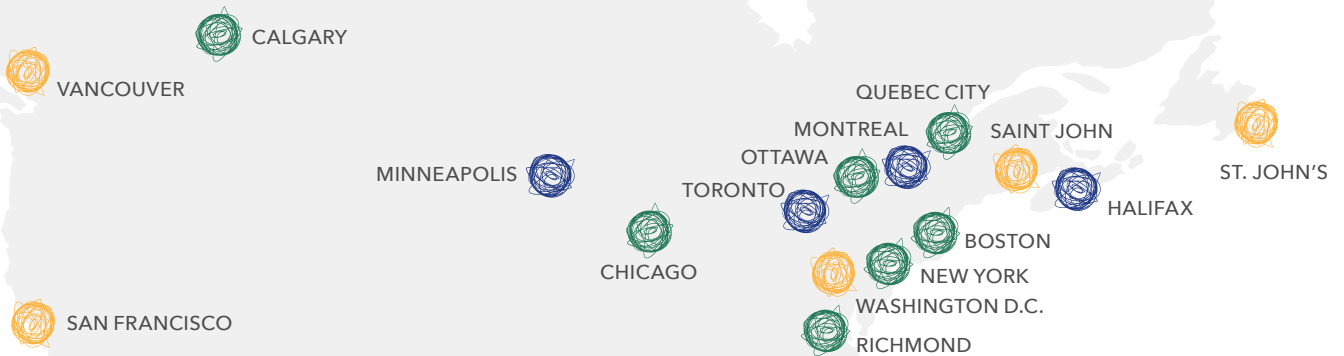 CALGARY
VANCOUVER
QUEBEC CITY
MONTREAL
SAINT JOHN
OTTAWA
MINNEAPOLIS
ST. JOHN'S
TORONTO
HALIFAX
BOSTON
CHICAGO
NEW YORK
WASHINGTON D.C.
SAN FRANCISCO
RICHMOND